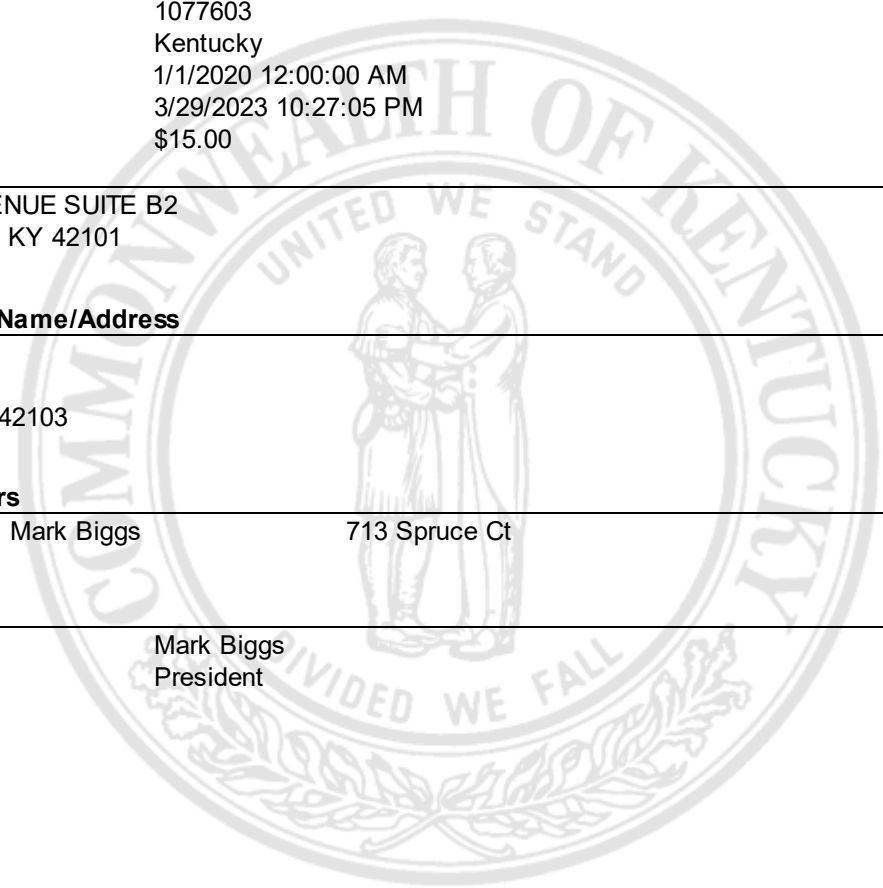 1077603
Kentucky
1/1/2020 12:00:00 AM
3/29/2023 10:27:05 PM
$15.00
ENUE SUITE B2
KY 42101
Name/Address
42103
rs
Mark Biggs 713 Spruce Ct
Mark Biggs
President
COMMONWEALTH OF KENTUCKY
UNITED WE STAND
DIVIDED WE FALL